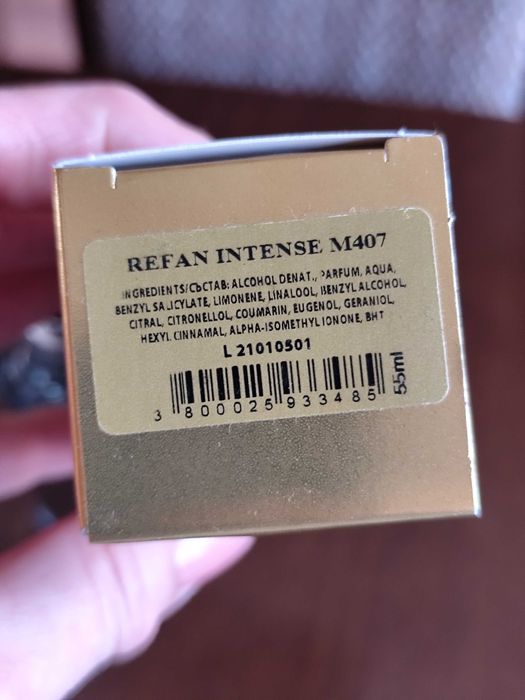 REFAN INTENSE M407
INGREDIENTS/СЪСТАВ: ALCOHOL DENAT., PARFUM, AQUA,
BENZYL SALICYLATE, LIMONENE, LINALOOL, BENZYL ALCOHOL,
CITRAL, CITRONELLOL, COUMARIN, EUGENOL, GERANIOL,
HEXYL CINNAMAL, ALPHA-ISOMETHYL IONONE, BHT
L 21010501
55ml
3 800025 933485